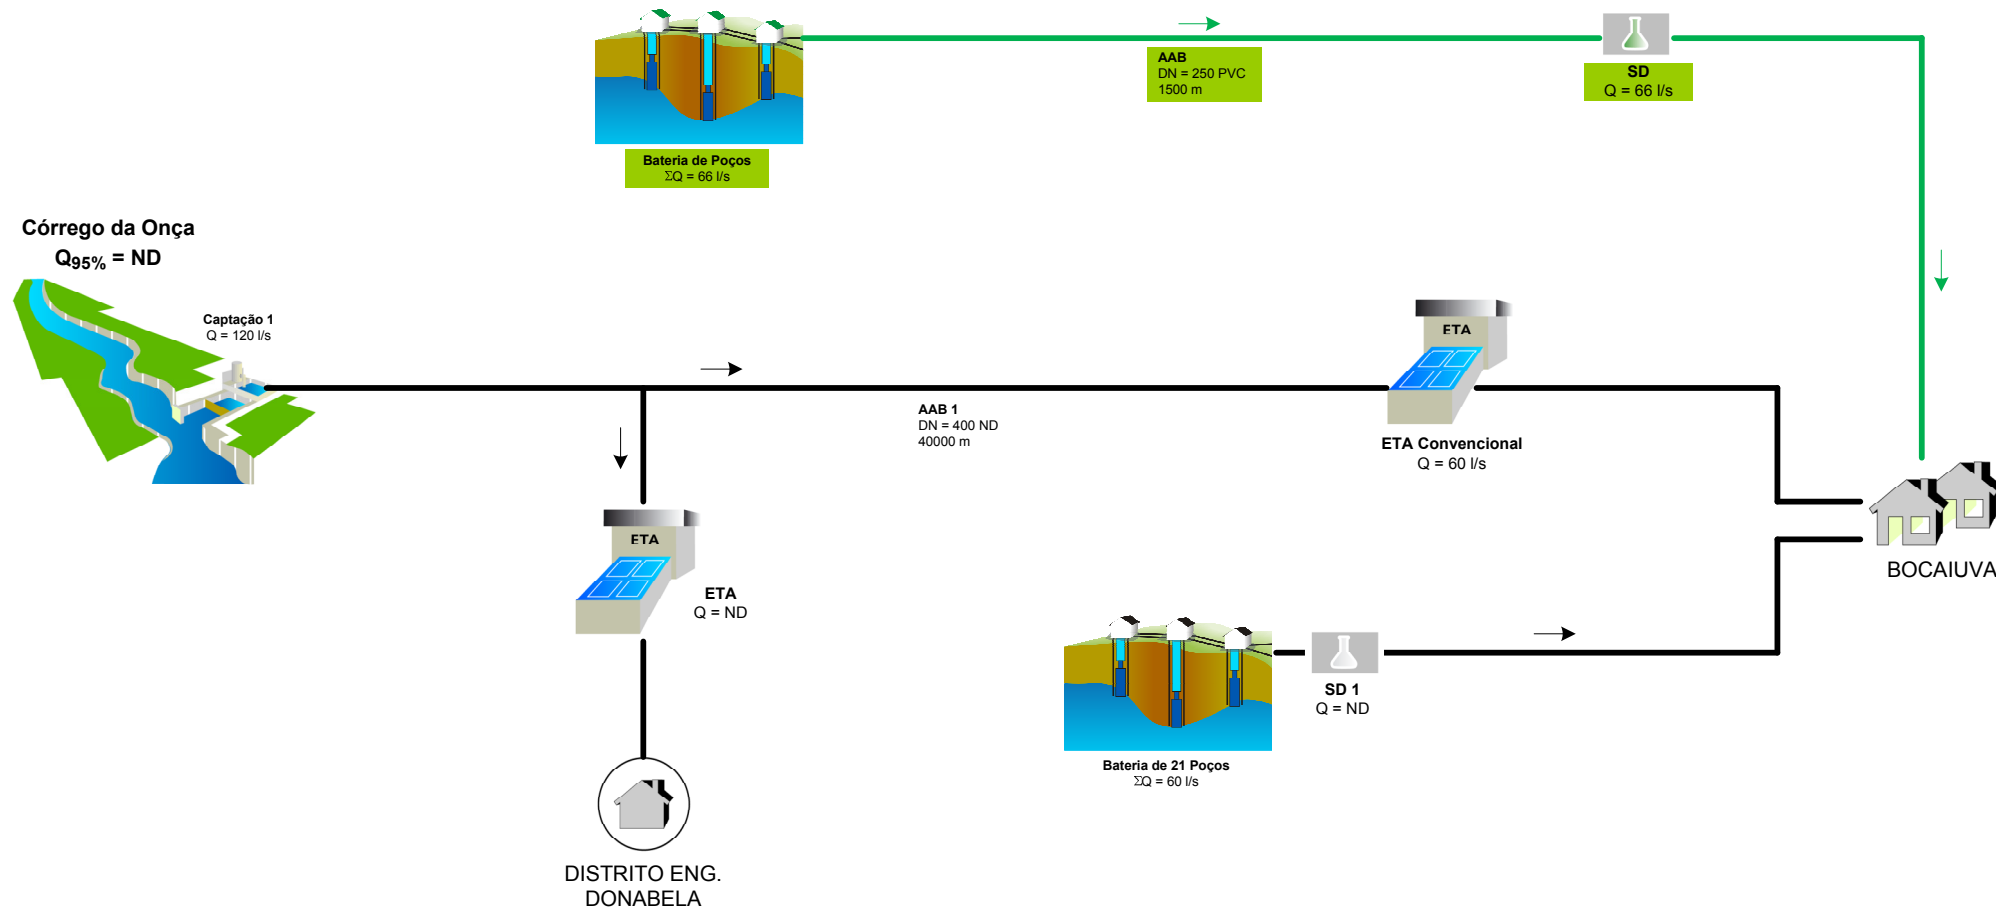 AAB
DN = 250 PVC
1500 m
SD
Q = 66 l/s
Bateria de Poços
ΣQ = 66 l/s
Córrego da Onça
Q95% = ND
Captação 1
Q = 120 l/s
ETA
AAB 1
DN = 400 ND
40000 m
ETA Convencional
Q = 60 l/s
ETA
ETA
Q = ND
BOCAIUVA
SD 1
Q = ND
Bateria de 21 Poços
ΣQ = 60 l/s
DISTRITO ENG.
DONABELA